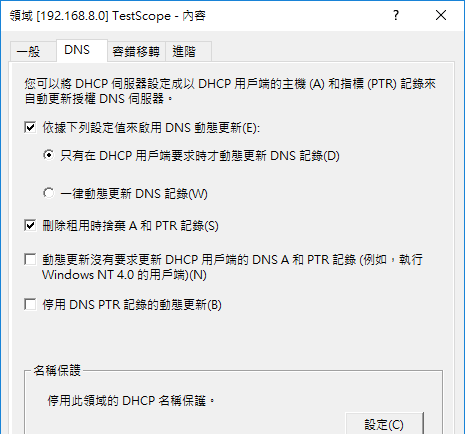 領域 [192.168.8.0] TestScope - 內容
一般 DNS 容錯移轉 進階
您可以將 DHCP 伺服器設定成以 DHCP 用戶端的主機 (A) 和指標 (PTR) 記錄來
自動更新授權 DNS 伺服器。
依據下列設定值來啟用 DNS 動態更新(E):
只有在 DHCP 用戶端要求時才動態更新 DNS 記錄(D)
一律動態更新 DNS 記錄(W)
刪除租用時捨棄 A 和 PTR 記錄(S)
動態更新沒有要求更新 DHCP 用戶端的 DNS A 和 PTR 記錄 (例如，執行
Windows NT 4.0 的用戶端)(N)
停用 DNS PTR 記錄的動態更新(B)
名稱保護
停用此領域的 DHCP 名稱保護。
設定(C)